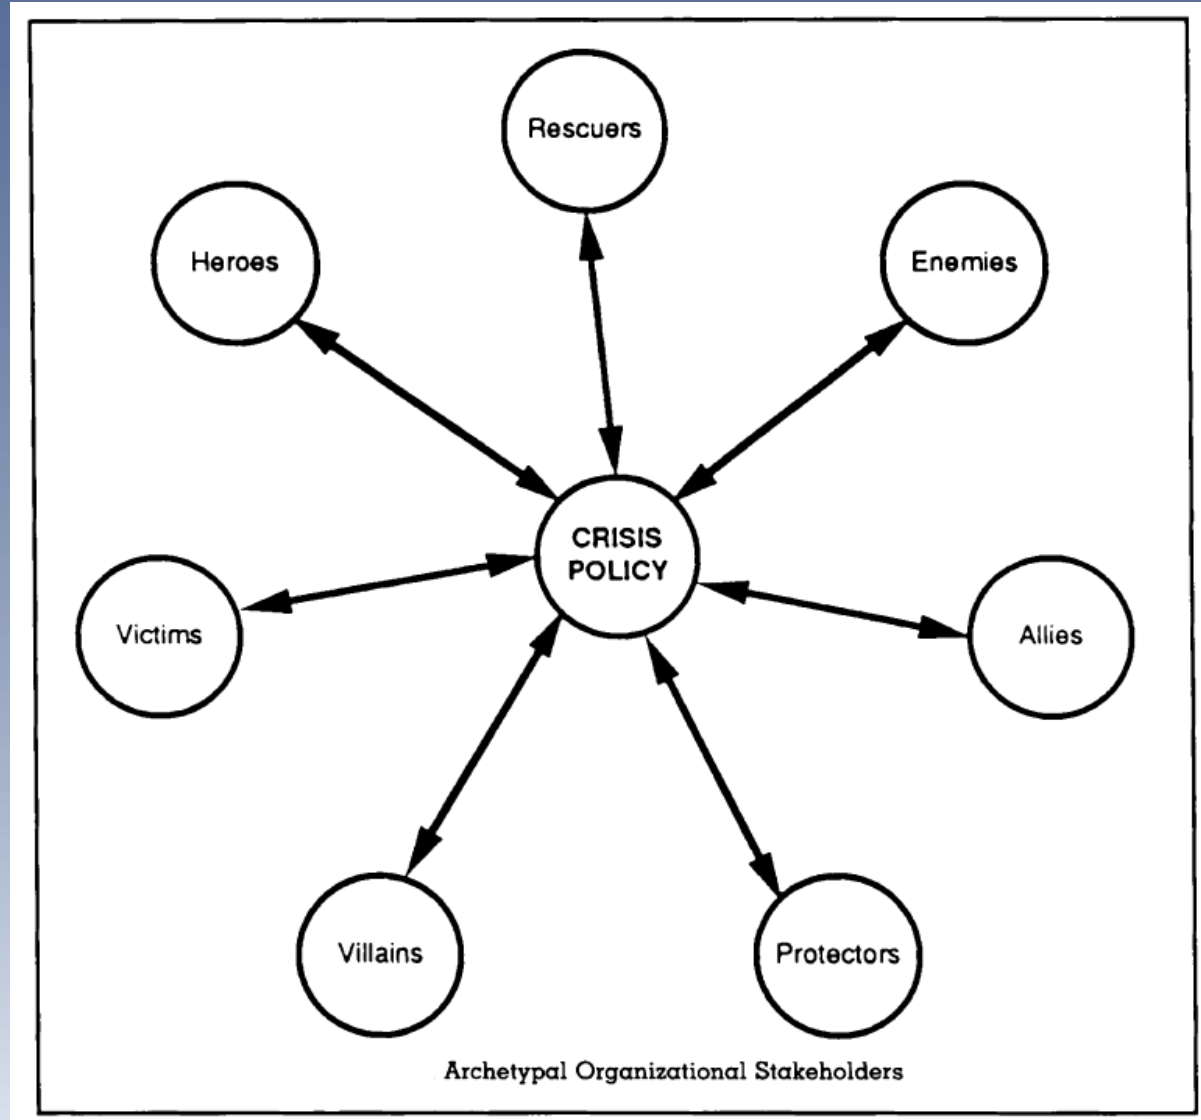 Rescuers
Heroes
Enemies
CRISIS
POLICY
Victims
Allies
Villains
Protectors
Archetypal Organizational Stakeholders